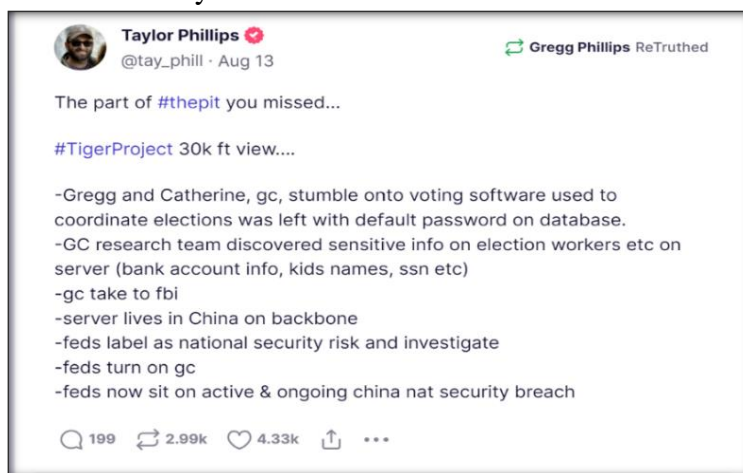 Taylor Phillips
Gregg Phillips ReTruthed
@tay_phill · Aug 13
The part of #thepit you missed...
#TigerProject 30k ft view....
-Gregg and Catherine, gc, stumble onto voting software used to
coordinate elections was left with default password on database.
-GC research team discovered sensitive info on election workers etc on
server (bank account info, kids names, ssn etc)
-gc take to fbi
-server lives in China on backbone
-feds label as national security risk and investigate
-feds turn on gc
-feds now sit on active & ongoing china nat security breach
199 2.99k 4.33k